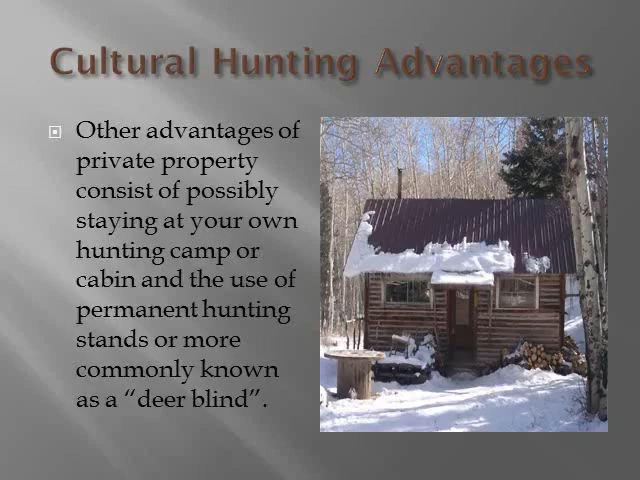 Cultural Hunting Advantages
Other advantages of
private property
consist of possibly
staying at your own
hunting camp or
cabin and the use of
permanent hunting
stands or more
commonly known
as a “deer blind”.